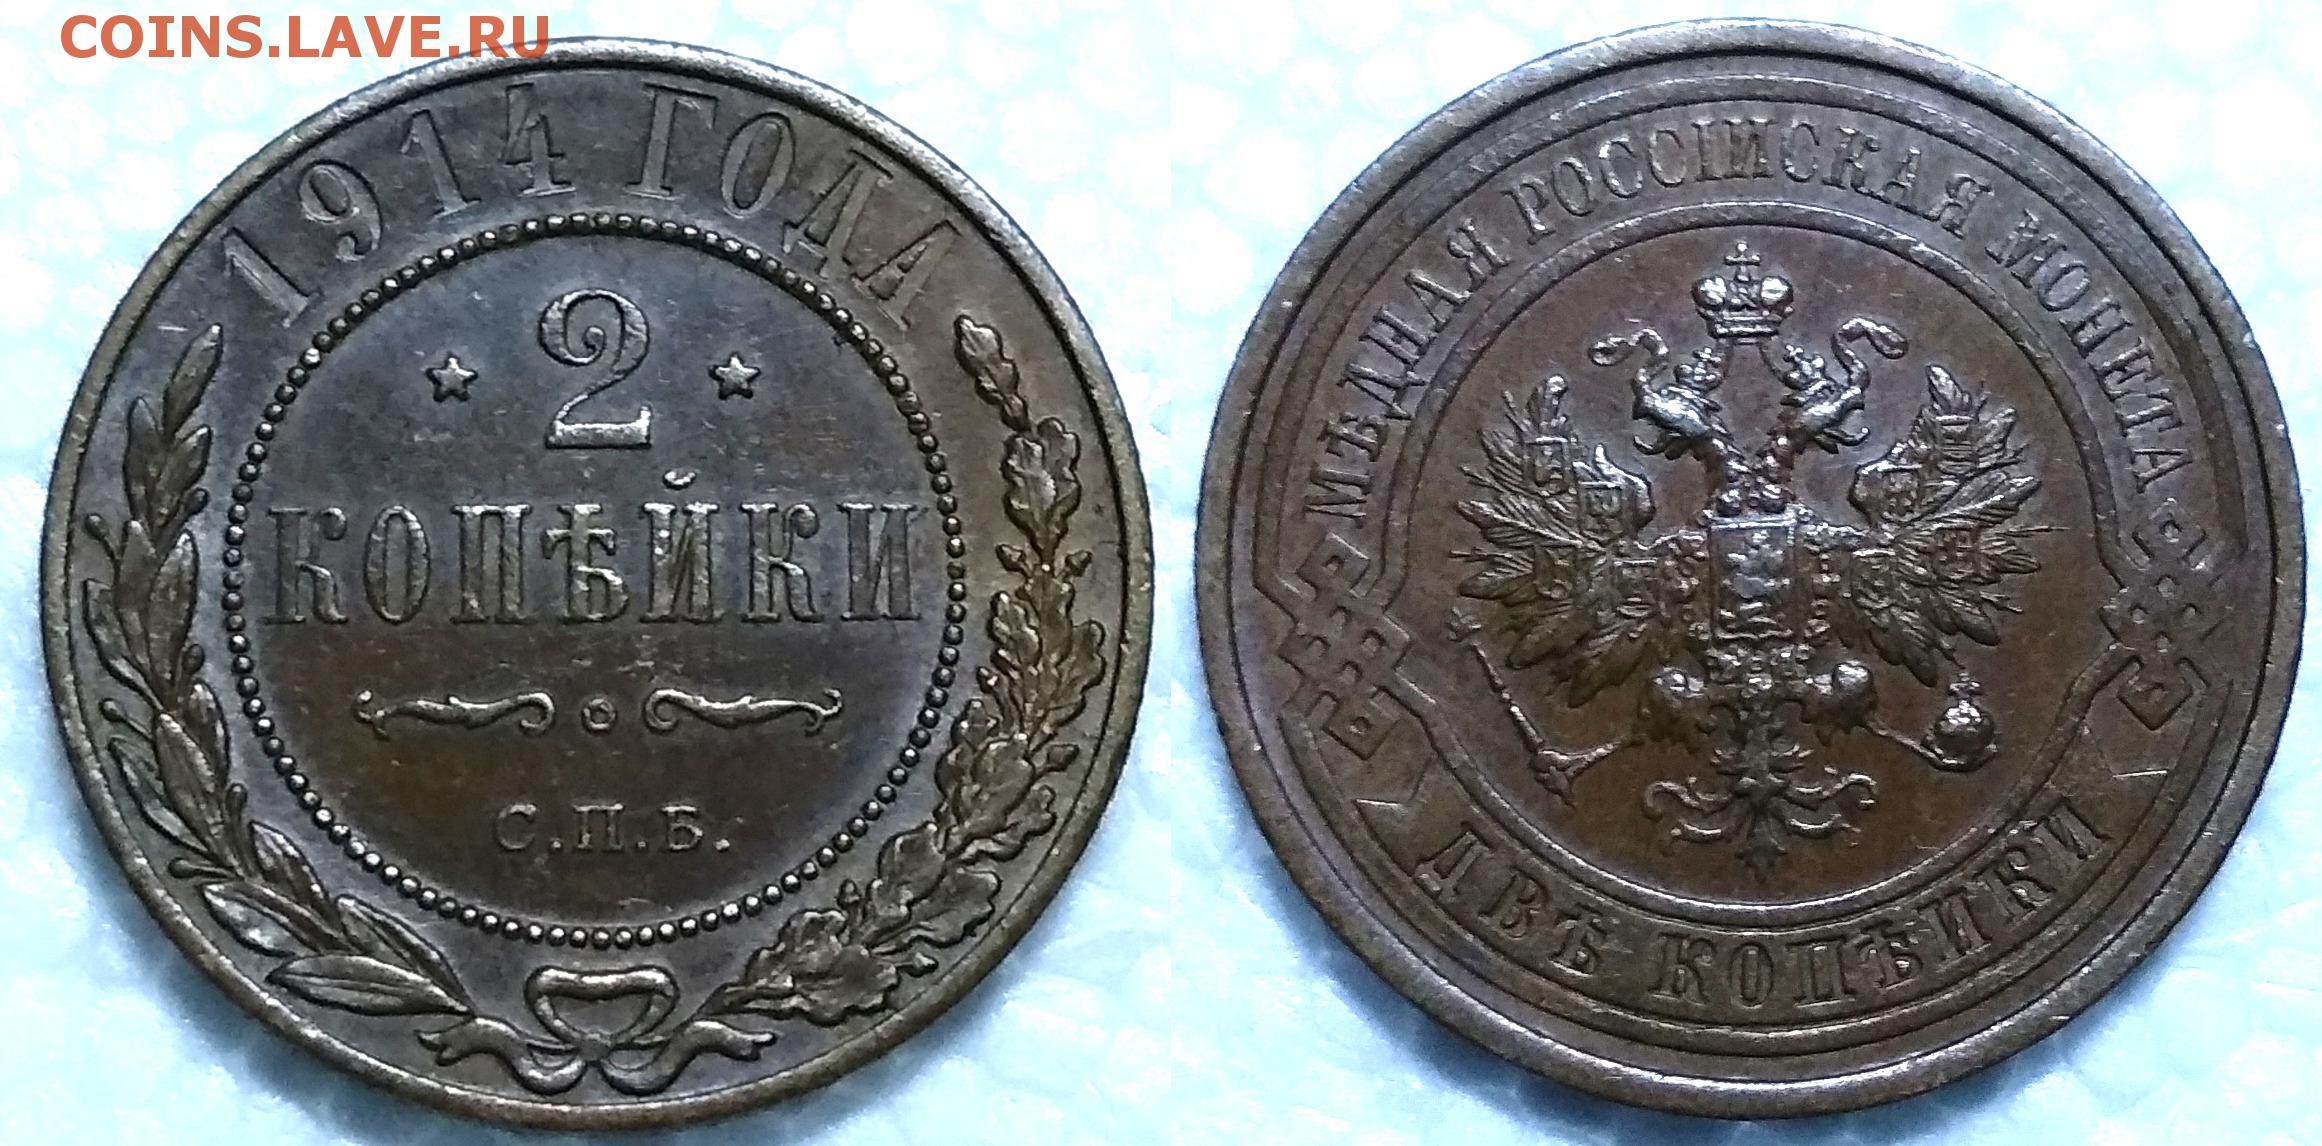 COINS.LAVE.RU
1914 ГОДА
2
КОПѢЙКИ
С.П.Б.
МѢДНАЯ РОССІЙСКАЯ МОНЕТА
ДВѢ КОПѢЙКИ